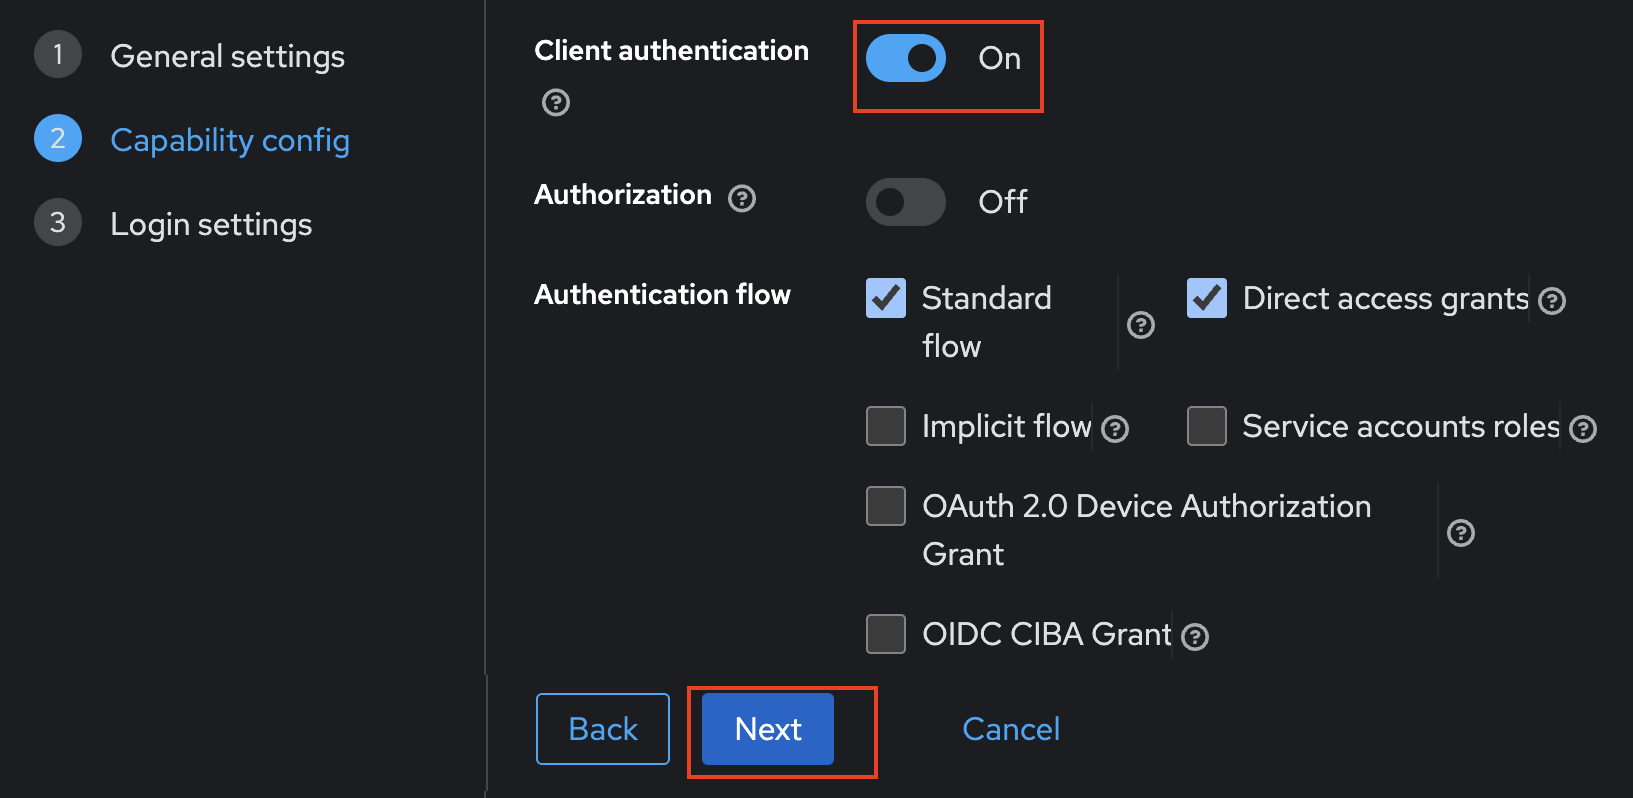 1 General settings
2 Capability config
3 Login settings
Client authentication
?
On
Authorization ?
Off
Authentication flow
Standard
flow
?
Direct access grants ?
Implicit flow ?
Service accounts roles ?
OAuth 2.0 Device Authorization
Grant
?
OIDC CIBA Grant ?
Back
Next
Cancel